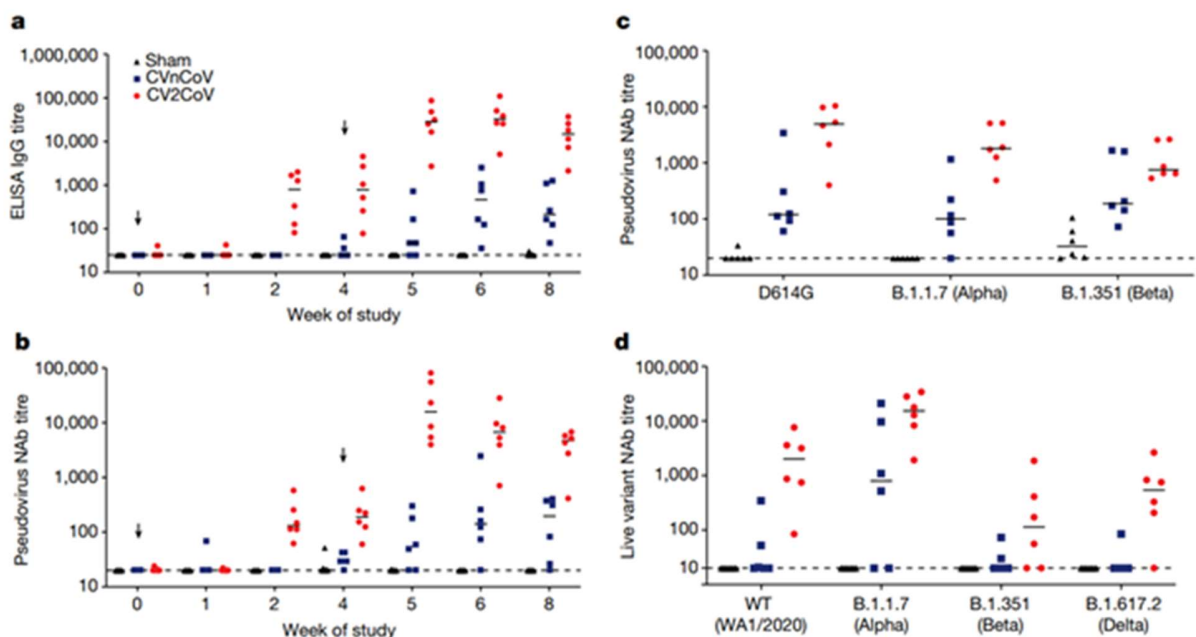 a
ELISA IgG titre
1,000,000
100,000
10,000
1,000
100
10
Sham
CVnCoV
CV2CoV
0 1 2 4 5 6 8
Week of study
b
Pseudovirus NAb titre
100,000
10,000
1,000
100
10
0 1 2 4 5 6 8
Week of study
c
Pseudovirus NAb titre
100,000
10,000
1,000
100
10
D614G B.1.1.7 (Alpha) B.1.351 (Beta)
d
Live variant NAb titre
100,000
10,000
1,000
100
10
WT B.1.1.7 B.1.351 B.1.617.2
(WA1/2020) (Alpha) (Beta) (Delta)